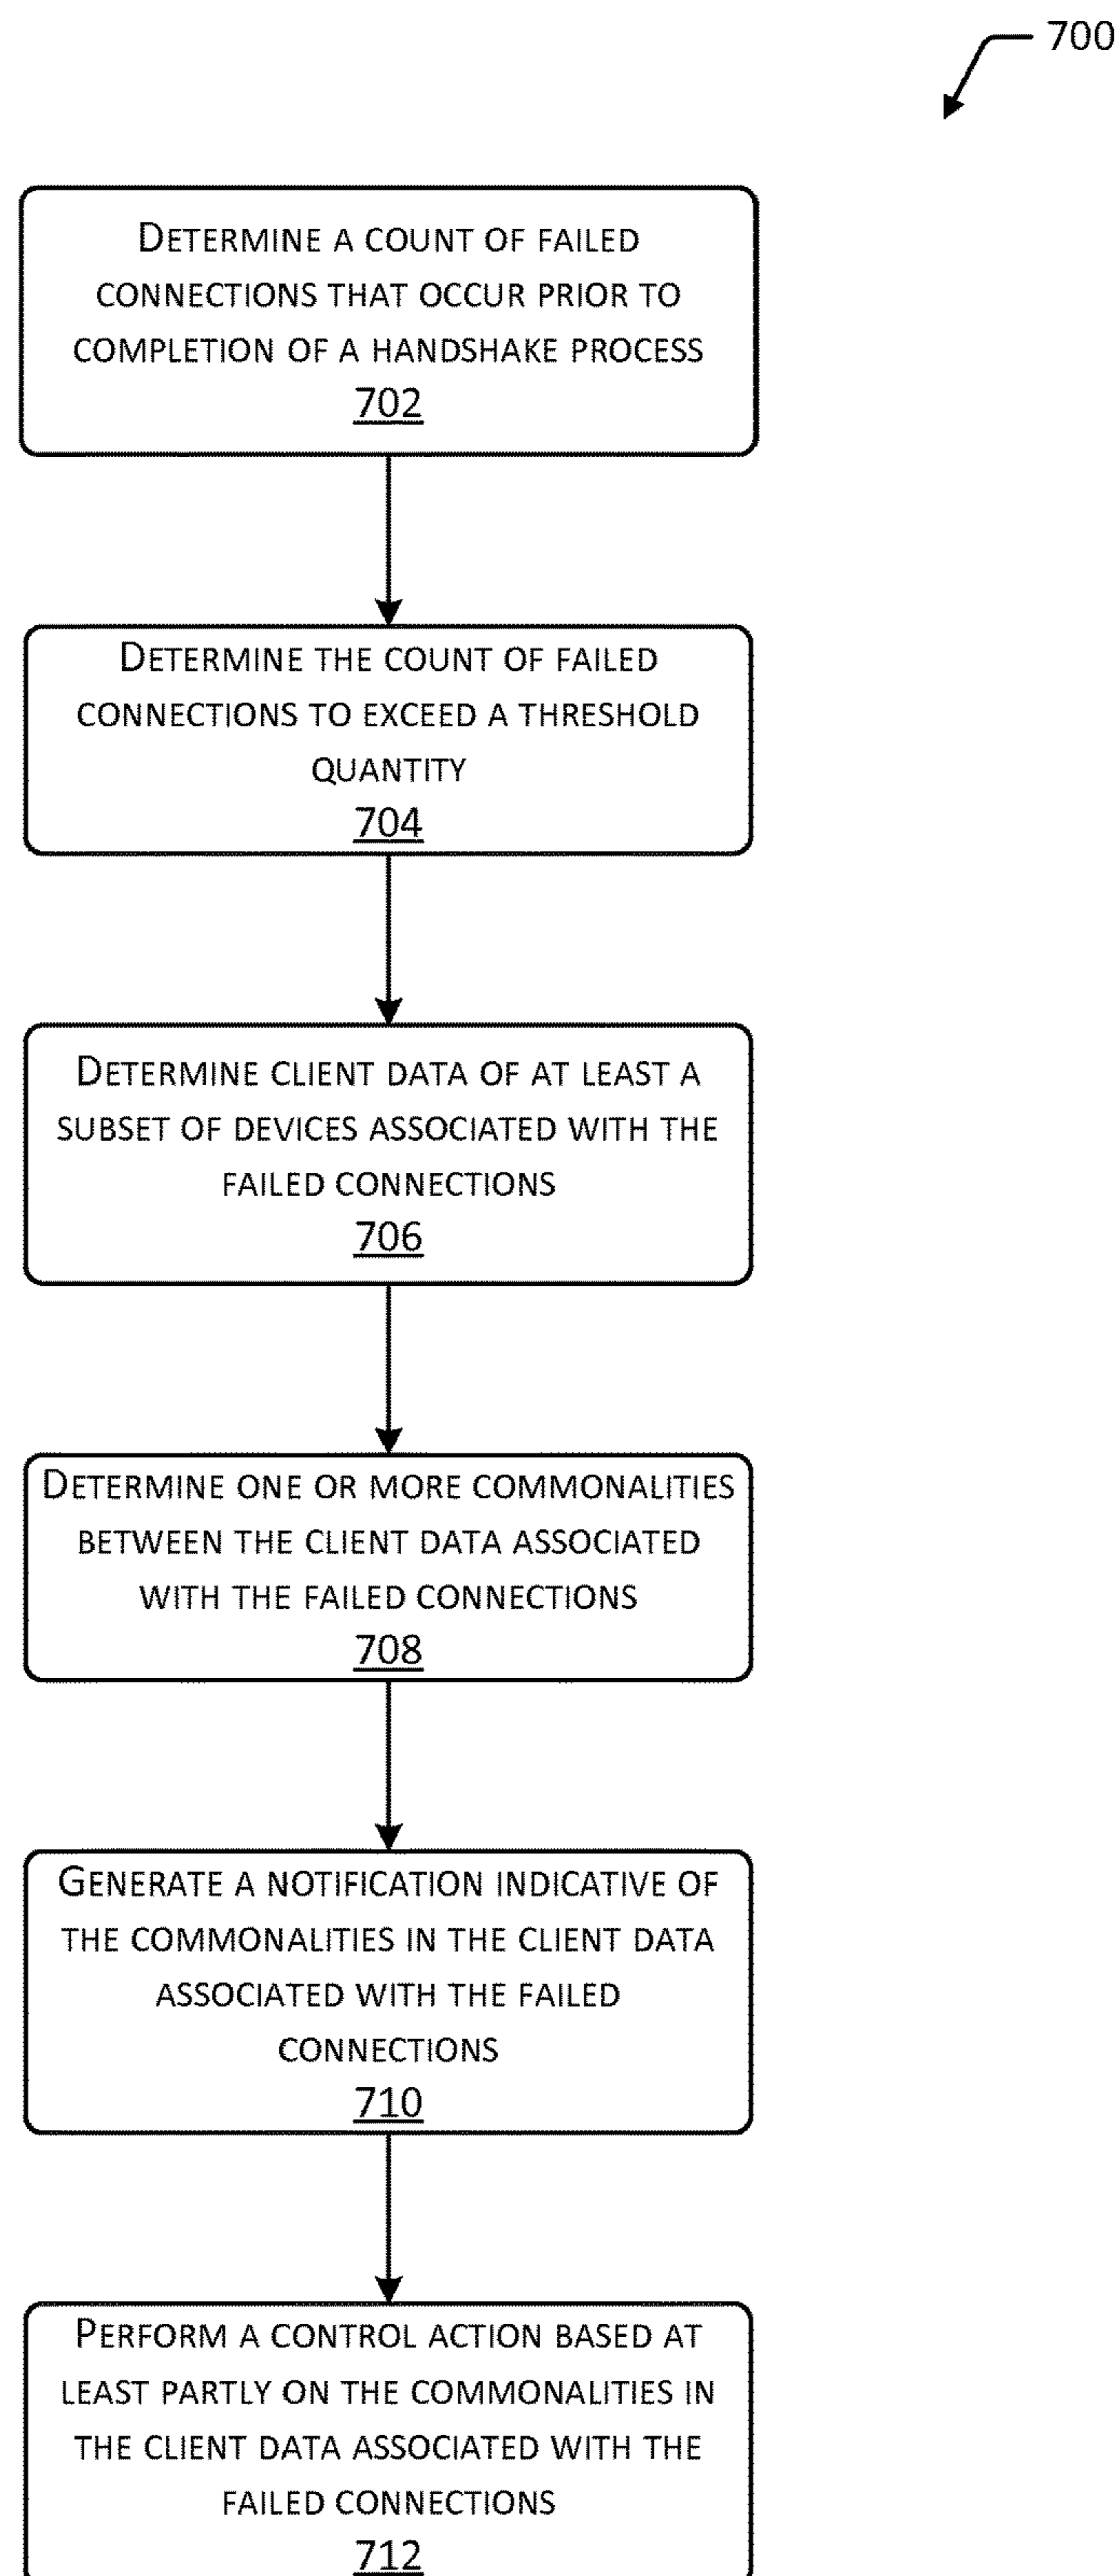 700
DETERMINE A COUNT OF FAILED
CONNECTIONS THAT OCCUR PRIOR TO
COMPLETION OF A HANDSHAKE PROCESS
702
DETERMINE THE COUNT OF FAILED
CONNECTIONS TO EXCEED A THRESHOLD
QUANTITY
704
DETERMINE CLIENT DATA OF AT LEAST A
SUBSET OF DEVICES ASSOCIATED WITH THE
FAILED CONNECTIONS
706
DETERMINE ONE OR MORE COMMONALITIES
BETWEEN THE CLIENT DATA ASSOCIATED
WITH THE FAILED CONNECTIONS
708
GENERATE A NOTIFICATION INDICATIVE OF
THE COMMONALITIES IN THE CLIENT DATA
ASSOCIATED WITH THE FAILED
CONNECTIONS
710
PERFORM A CONTROL ACTION BASED AT
LEAST PARTLY ON THE COMMONALITIES IN
THE CLIENT DATA ASSOCIATED WITH THE
FAILED CONNECTIONS
712